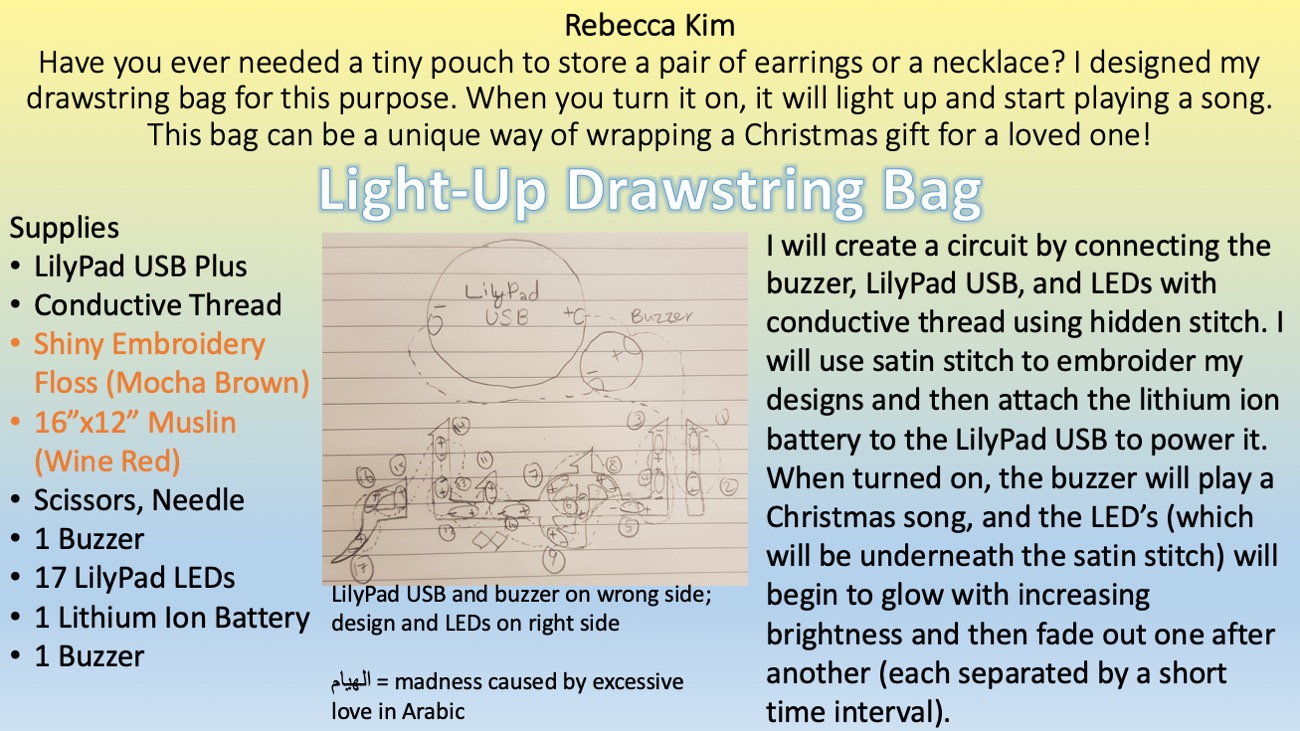 Rebecca Kim
Have you ever needed a tiny pouch to store a pair of earrings or a necklace? I designed my
drawstring bag for this purpose. When you turn it on, it will light up and start playing a song.
This bag can be a unique way of wrapping a Christmas gift for a loved one!
Light-Up Drawstring Bag
Supplies
• LilyPad USB Plus
• Conductive Thread
• Shiny Embroidery
Floss (Mocha Brown)
• 16”x12” Muslin
(Wine Red)
• Scissors, Needle
• 1 Buzzer
• 17 LilyPad LEDs
• 1 Lithium Ion Battery
• 1 Buzzer
LilyPad
USB
Buzzer
LilyPad USB and buzzer on wrong side;
design and LEDs on right side
الهيام = madness caused by excessive
love in Arabic
I will create a circuit by connecting the
buzzer, LilyPad USB, and LEDs with
conductive thread using hidden stitch. I
will use satin stitch to embroider my
designs and then attach the lithium ion
battery to the LilyPad USB to power it.
When turned on, the buzzer will play a
Christmas song, and the LED’s (which
will be underneath the satin stitch) will
begin to glow with increasing
brightness and then fade out one after
another (each separated by a short
time interval).